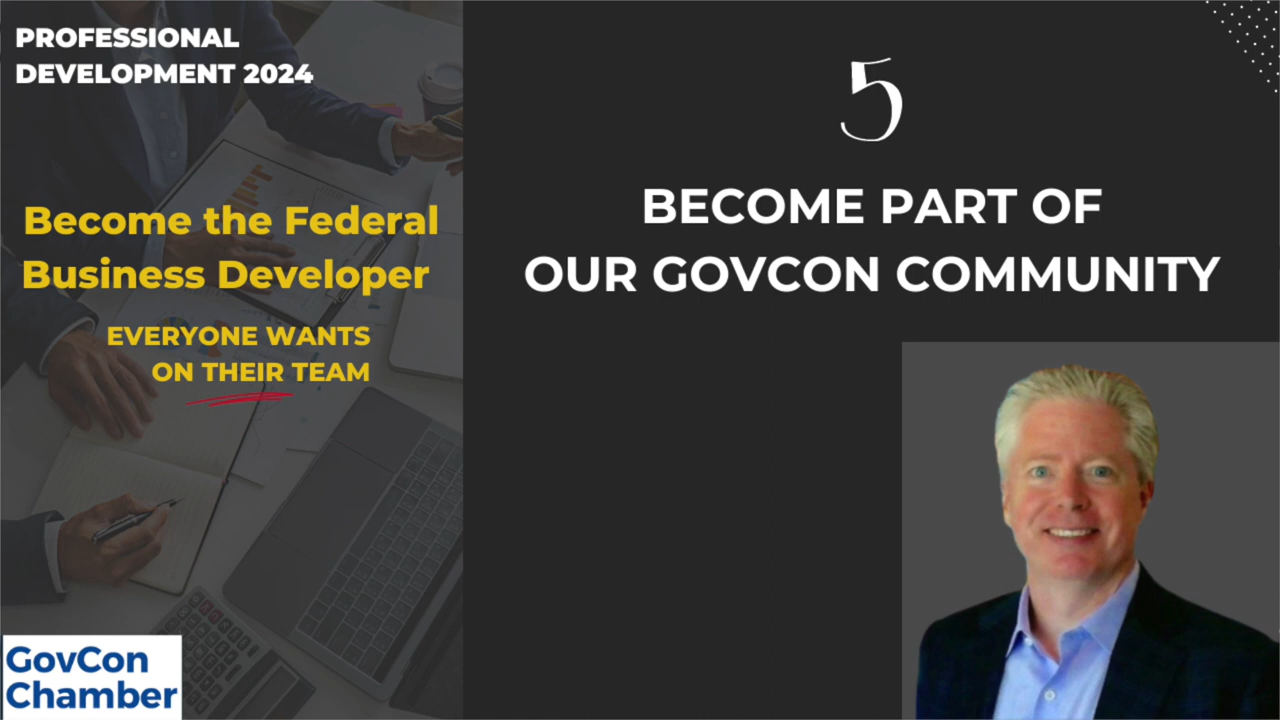 PROFESSIONAL
DEVELOPMENT 2024
Become the Federal
Business Developer
EVERYONE WANTS
ON THEIR TEAM
GovCon
Chamber
5
BECOME PART OF
OUR GOVCON COMMUNITY